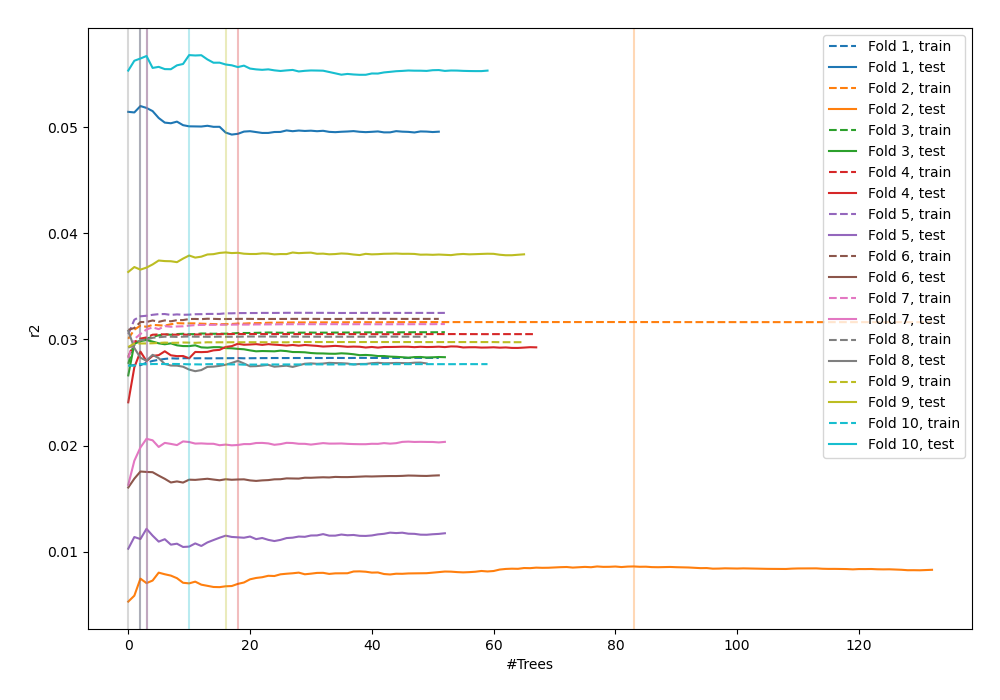 Fold 1, train
Fold 1, test
Fold 2, train
Fold 2, test
Fold 3, train
Fold 3, test
Fold 4, train
Fold 4, test
Fold 5, train
Fold 5, test
Fold 6, train
Fold 6, test
Fold 7, train
Fold 7, test
Fold 8, train
Fold 8, test
Fold 9, train
Fold 9, test
Fold 10, train
Fold 10, test
0.05
0.04
0.03
0.02
0.01
r2
0 20 40 60 80 100 120
#Trees